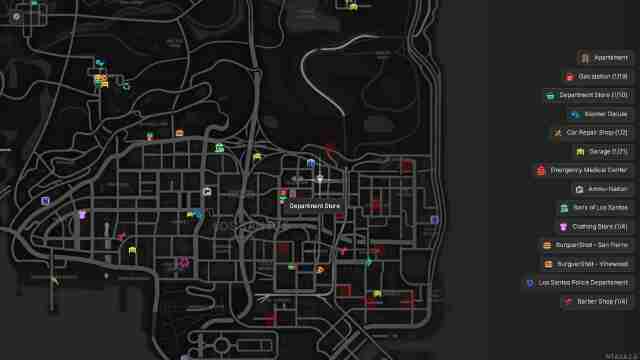 Apartment
Gas station (1/19)
Department Store (1/10)
Department Store
Car Repair Shop (1/2)
Garage (1/21)
Emergency Medical Center
Ammu-Nation
Bank of Los Santos
Clothing Store (1/4)
BurgerShot - San Fierro
BurgerShot - Vinewood
Los Santos Police Department
Barber Shop (1/4)